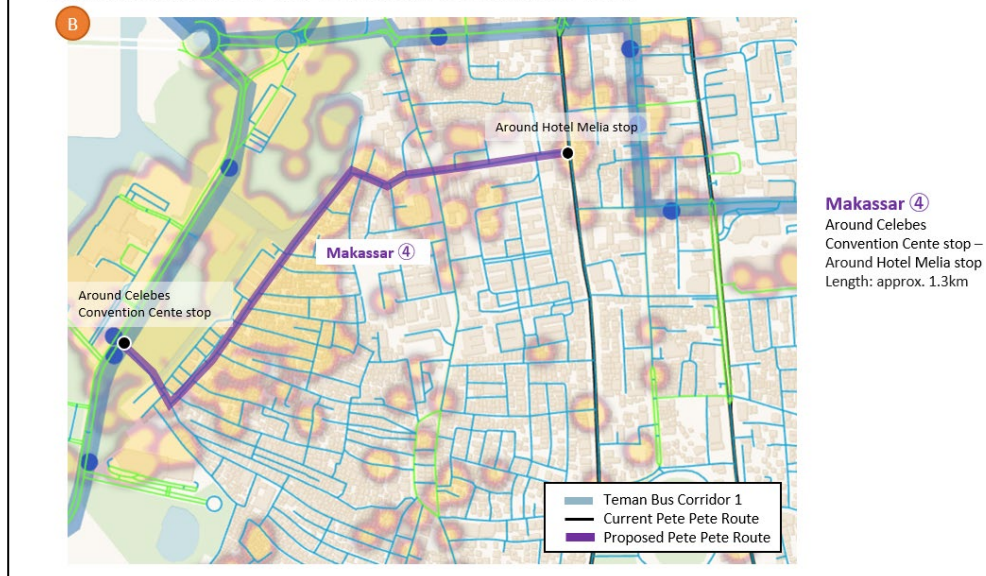 B
Around Hotel Melia stop
Makassar ④
Around Celebes
Convention Cente stop
Makassar ④
Around Celebes
Convention Cente stop –
Around Hotel Melia stop
Length: approx. 1.3km
Teman Bus Corridor 1
Current Pete Pete Route
Proposed Pete Pete Route